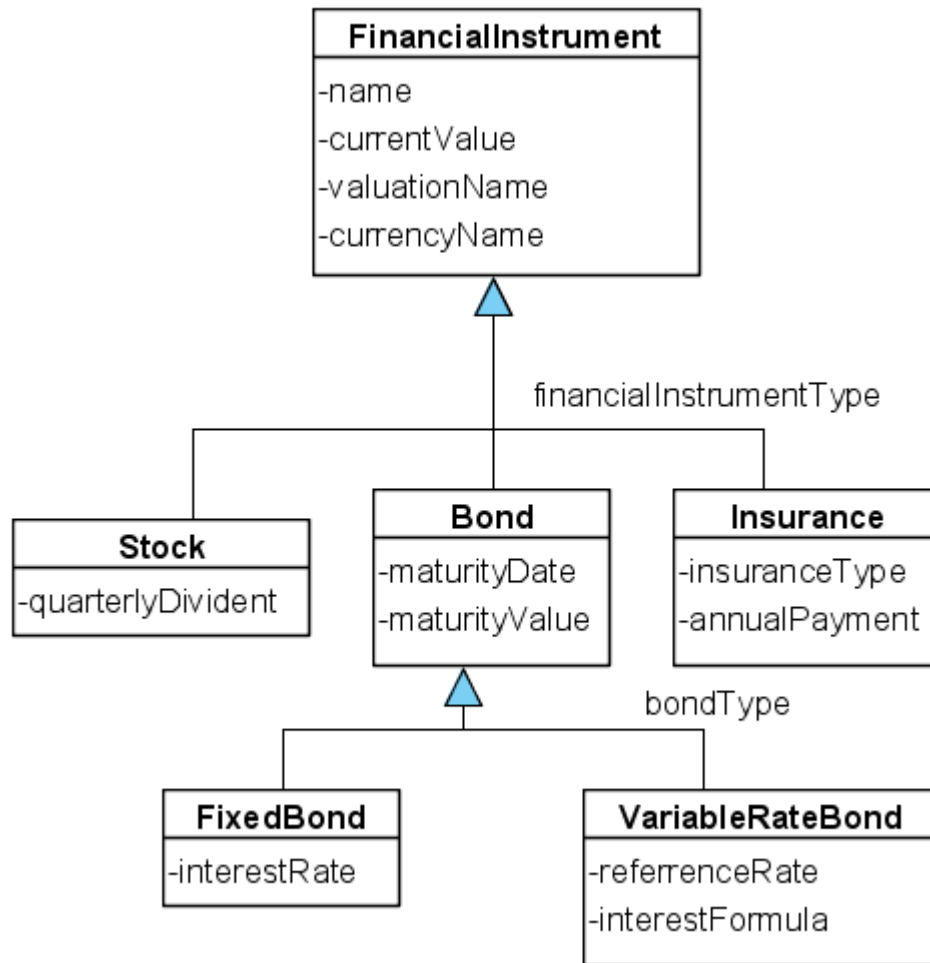 FinancialInstrument
-name
-currentValue
-valuationName
-currencyName
financialInstrumentType
Stock
-quarterlyDivident
Bond
-maturityDate
-maturityValue
Insurance
-insuranceType
-annualPayment
bondType
FixedBond
-interestRate
VariableRateBond
-referrenceRate
-interestFormula